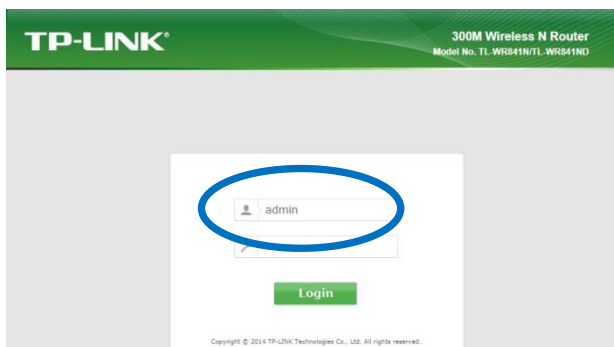 TP-LINK®
300M Wireless N Router
Model No. TL-WR841N/TL-WR841ND
admin
Login
Copyright © 2014 TP-LINK Technologies Co., Ltd. All rights reserved.